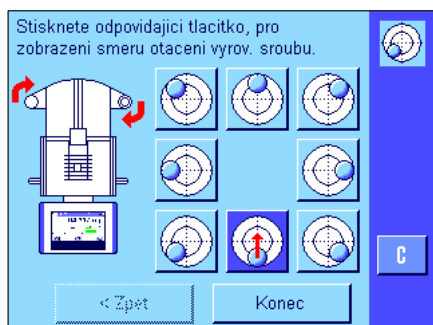 Stisknete odpovidajici tlacitko, pro
zobrazeni smeru otaceni vyrov. sroubu.
C
< Zpet
Konec